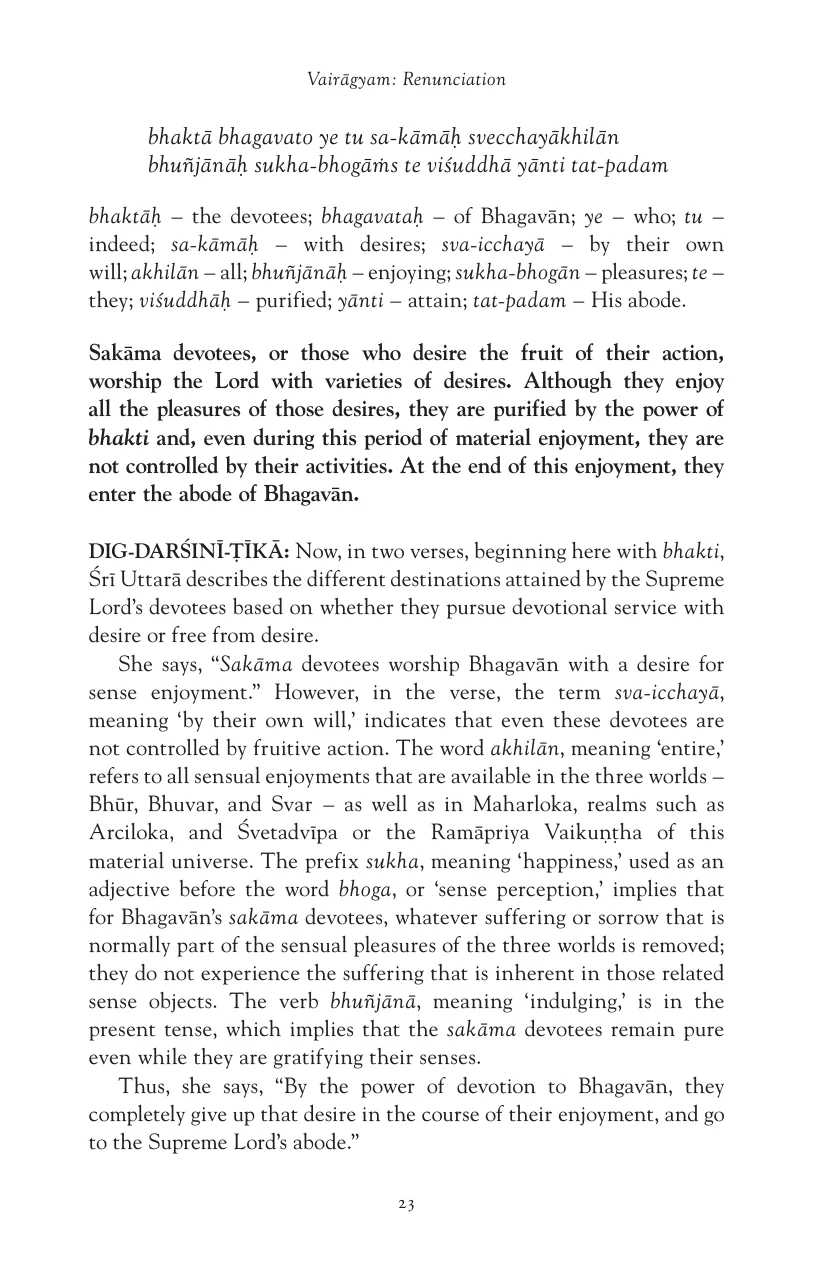 Vairāgyam: Renunciation
bhaktā bhagavato ye tu sa-kāmāḥ svecchayākhilān
bhuñjānāḥ sukha-bhogāṁs te viśuddhā yānti tat-padam
bhaktāḥ – the devotees; bhagavataḥ – of Bhagavān; ye – who; tu –
indeed; sa-kāmāḥ – with desires; sva-icchayā – by their own
will; akhilān – all; bhuñjānāḥ – enjoying; sukha-bhogān – pleasures; te –
they; viśuddhāḥ – purified; yānti – attain; tat-padam – His abode.
Sakāma devotees, or those who desire the fruit of their action,
worship the Lord with varieties of desires. Although they enjoy
all the pleasures of those desires, they are purified by the power of
bhakti and, even during this period of material enjoyment, they are
not controlled by their activities. At the end of this enjoyment, they
enter the abode of Bhagavān.
DIG-DARŚINĪ-ṬĪKĀ: Now, in two verses, beginning here with bhakti,
Śrī Uttarā describes the different destinations attained by the Supreme
Lord’s devotees based on whether they pursue devotional service with
desire or free from desire.
She says, “Sakāma devotees worship Bhagavān with a desire for
sense enjoyment.” However, in the verse, the term sva-icchayā,
meaning ‘by their own will,’ indicates that even these devotees are
not controlled by fruitive action. The word akhilān, meaning ‘entire,’
refers to all sensual enjoyments that are available in the three worlds –
Bhūr, Bhuvar, and Svar – as well as in Maharloka, realms such as
Arciloka, and Śvetadvīpa or the Ramāpriya Vaikuṇṭha of this
material universe. The prefix sukha, meaning ‘happiness,’ used as an
adjective before the word bhoga, or ‘sense perception,’ implies that
for Bhagavān’s sakāma devotees, whatever suffering or sorrow that is
normally part of the sensual pleasures of the three worlds is removed;
they do not experience the suffering that is inherent in those related
sense objects. The verb bhuñjānā, meaning ‘indulging,’ is in the
present tense, which implies that the sakāma devotees remain pure
even while they are gratifying their senses.
Thus, she says, “By the power of devotion to Bhagavān, they
completely give up that desire in the course of their enjoyment, and go
to the Supreme Lord’s abode.”
23